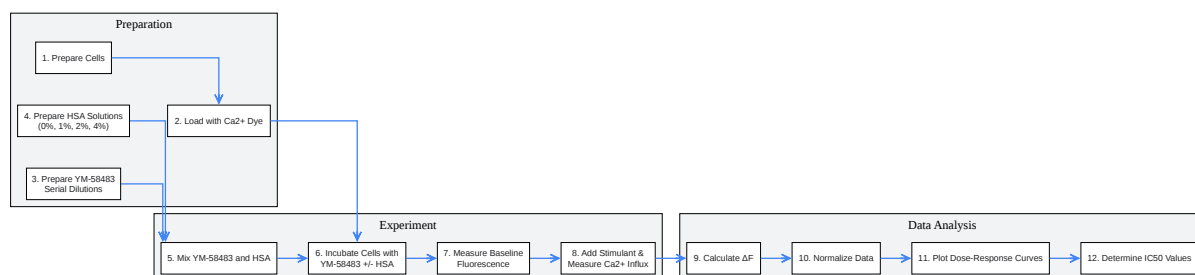 Preparation
1. Prepare Cells
4. Prepare HSA Solutions
(0%, 1%, 2%, 4%)
2. Load with Ca2+ Dye
3. Prepare YM-58483
Serial Dilutions
Experiment
5. Mix YM-58483 and HSA
6. Incubate Cells with
YM-58483 +/- HSA
7. Measure Baseline
Fluorescence
8. Add Stimulant &
Measure Ca2+ Influx
Data Analysis
9. Calculate ΔF
10. Normalize Data
11. Plot Dose-Response Curves
12. Determine IC50 Values